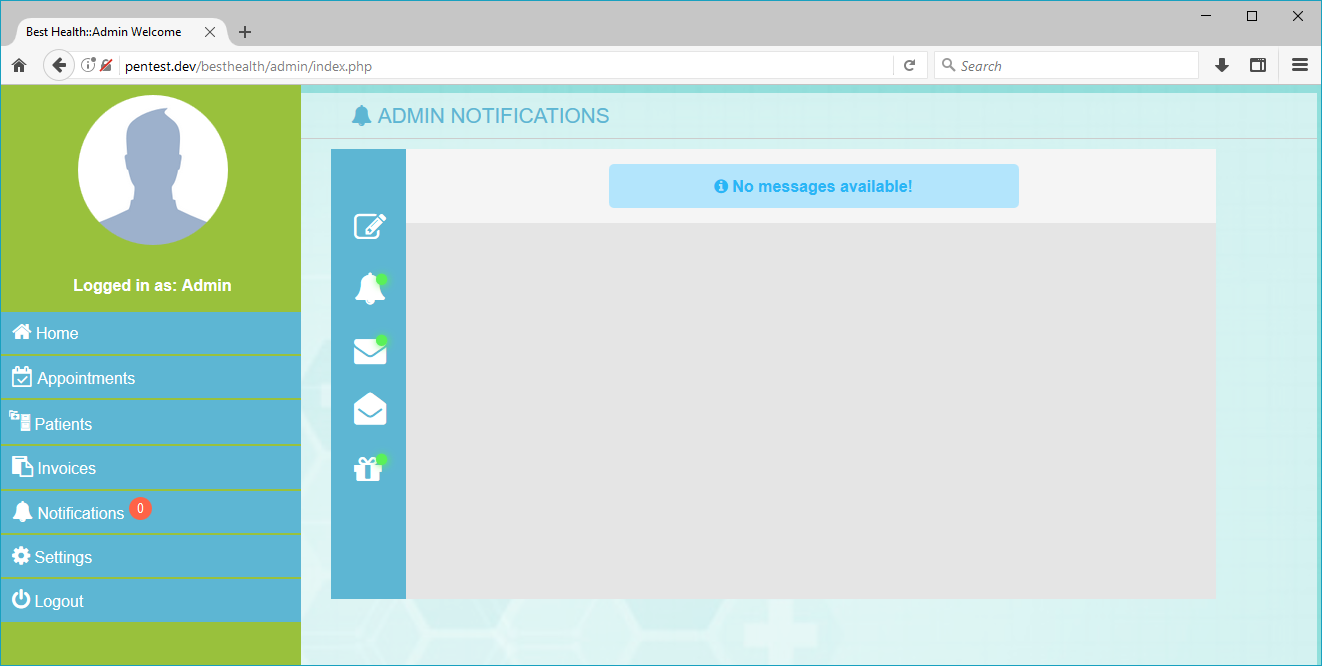 Best Health::Admin Welcome
pentest.dev/besthealth/admin/index.php
Search
ADMIN NOTIFICATIONS
No messages available!
Logged in as: Admin
Home
Appointments
Patients
Invoices
Notifications 0
Settings
Logout